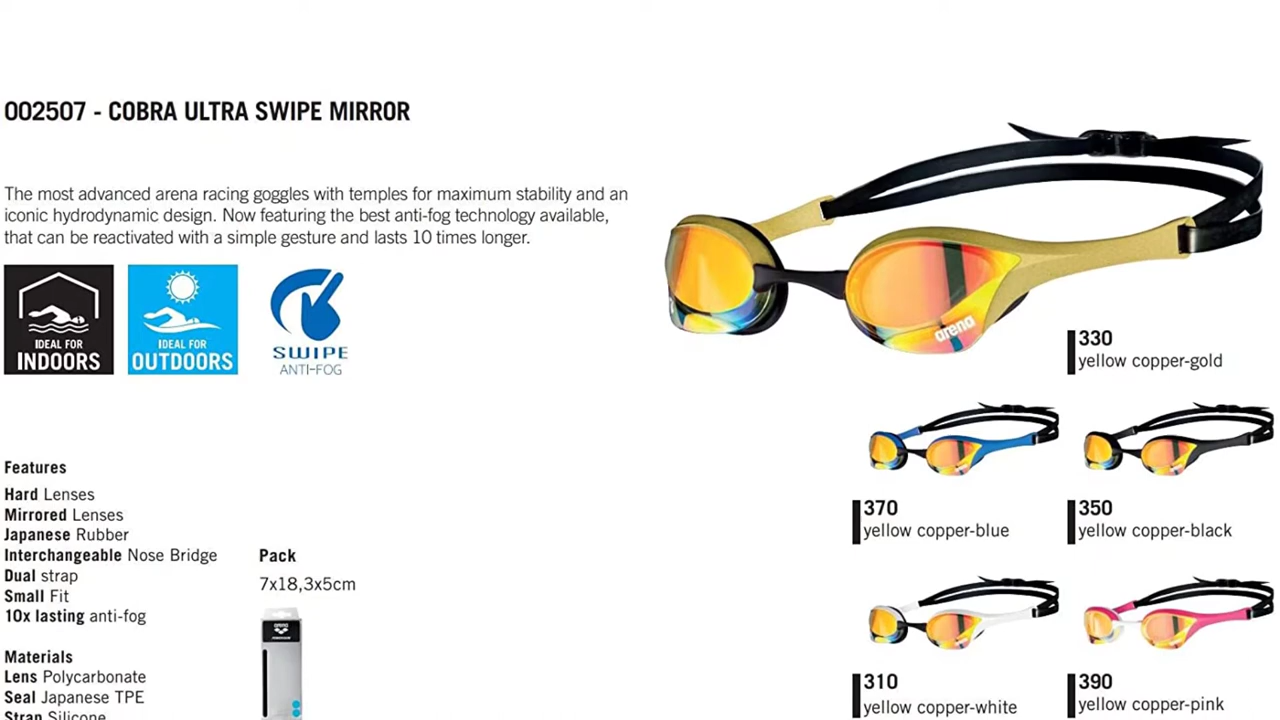 002507 - COBRA ULTRA SWIPE MIRROR
The most advanced arena racing goggles with temples for maximum stability and an
iconic hydrodynamic design. Now featuring the best anti-fog technology available,
that can be reactivated with a simple gesture and lasts 10 times longer.
IDEAL FOR
INDOORS
IDEAL FOR
OUTDOORS
SWIPE
ANTI-FOG
arena
330
yellow copper-gold
370
yellow copper-blue
350
yellow copper-black
310
yellow copper-white
390
yellow copper-pink
Features
Hard Lenses
Mirrored Lenses
Japanese Rubber
Interchangeable Nose Bridge
Dual strap
Small Fit
10x lasting anti-fog
Pack
7x18,3x5cm
arena
Materials
Lens Polycarbonate
Seal Japanese TPE
Strap Silicone